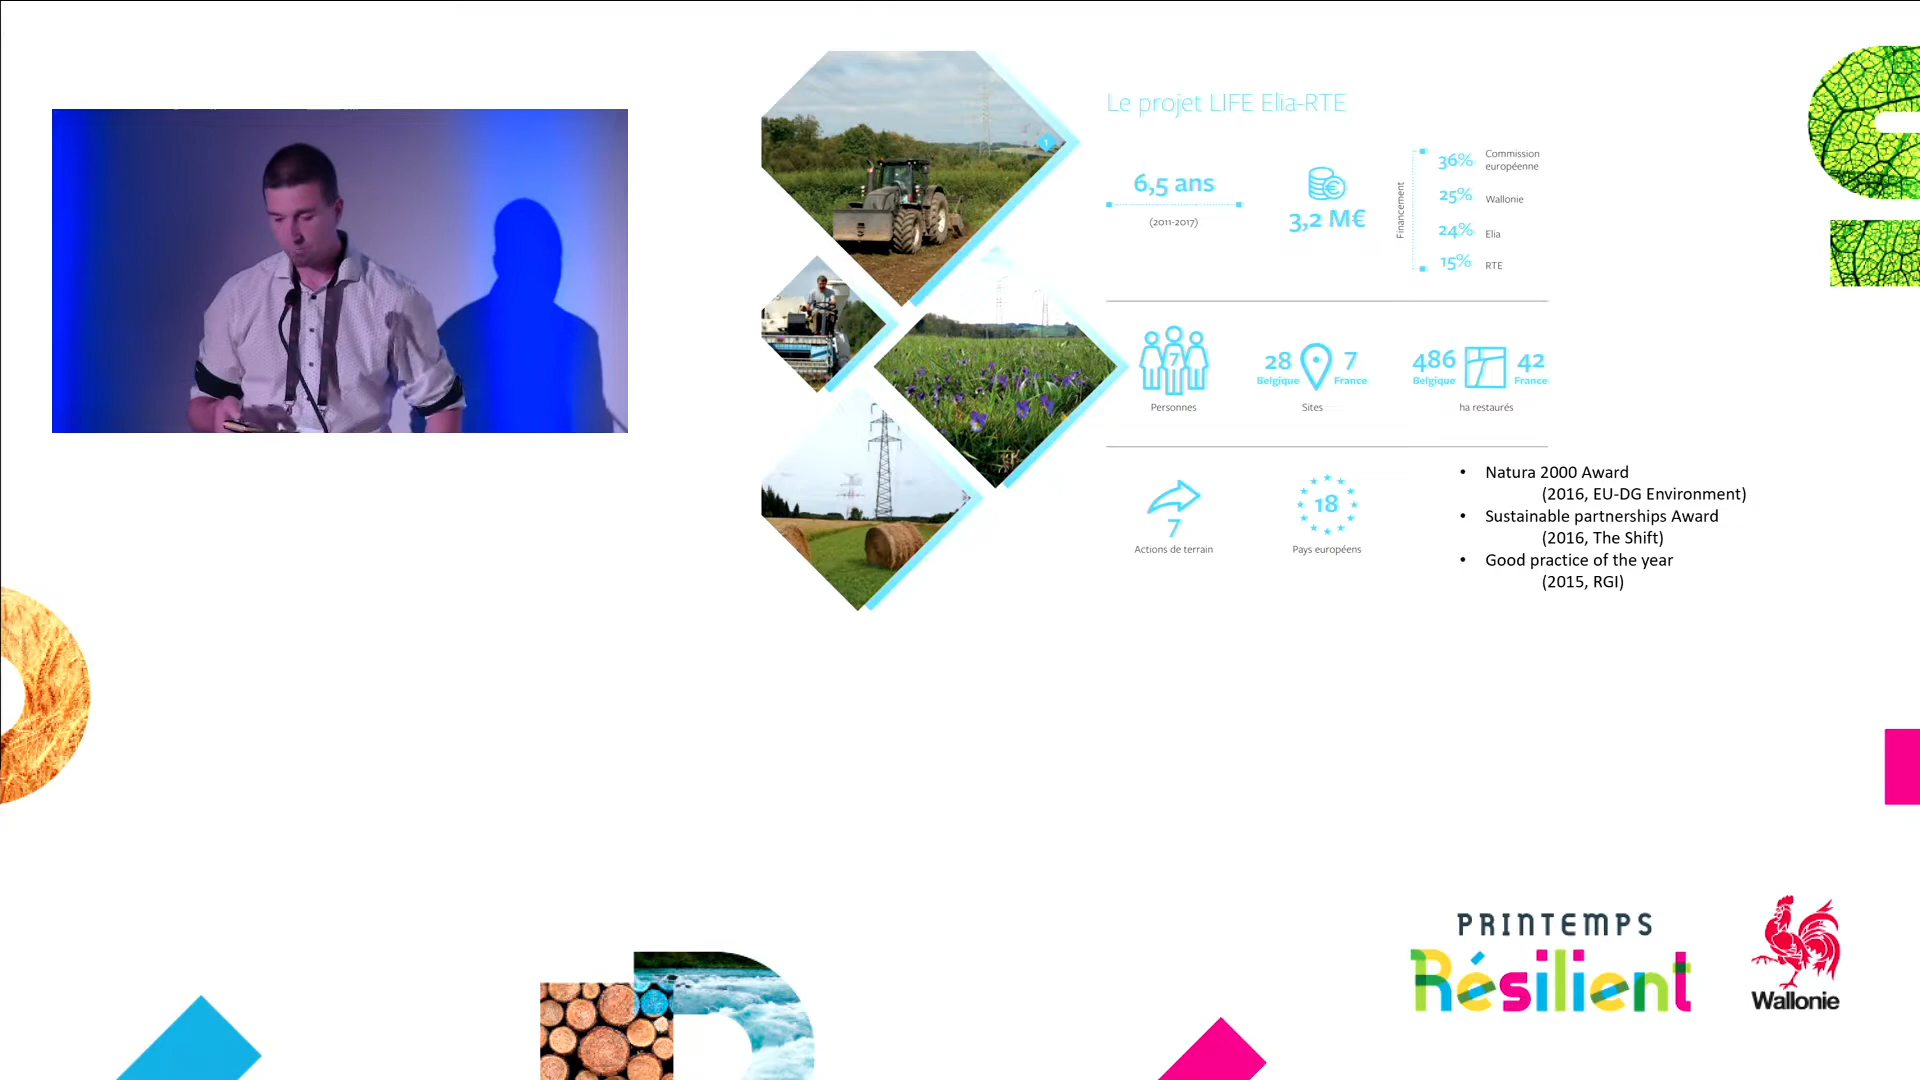 Le projet LIFE Elia-RTE
1
6,5 ans
(2011-2017)
3,2 M€
Financement
36% Commission
européenne
25% Wallonie
24% Elia
15% RTE
7
Personnes
28 7
Belgique France
Sites
486 42
Belgique France
ha restaurés
7
Actions de terrain
18
Pays européens
• Natura 2000 Award
(2016, EU-DG Environment)
• Sustainable partnerships Award
(2016, The Shift)
• Good practice of the year
(2015, RGI)
PRINTEMPS
Résilient
Wallonie